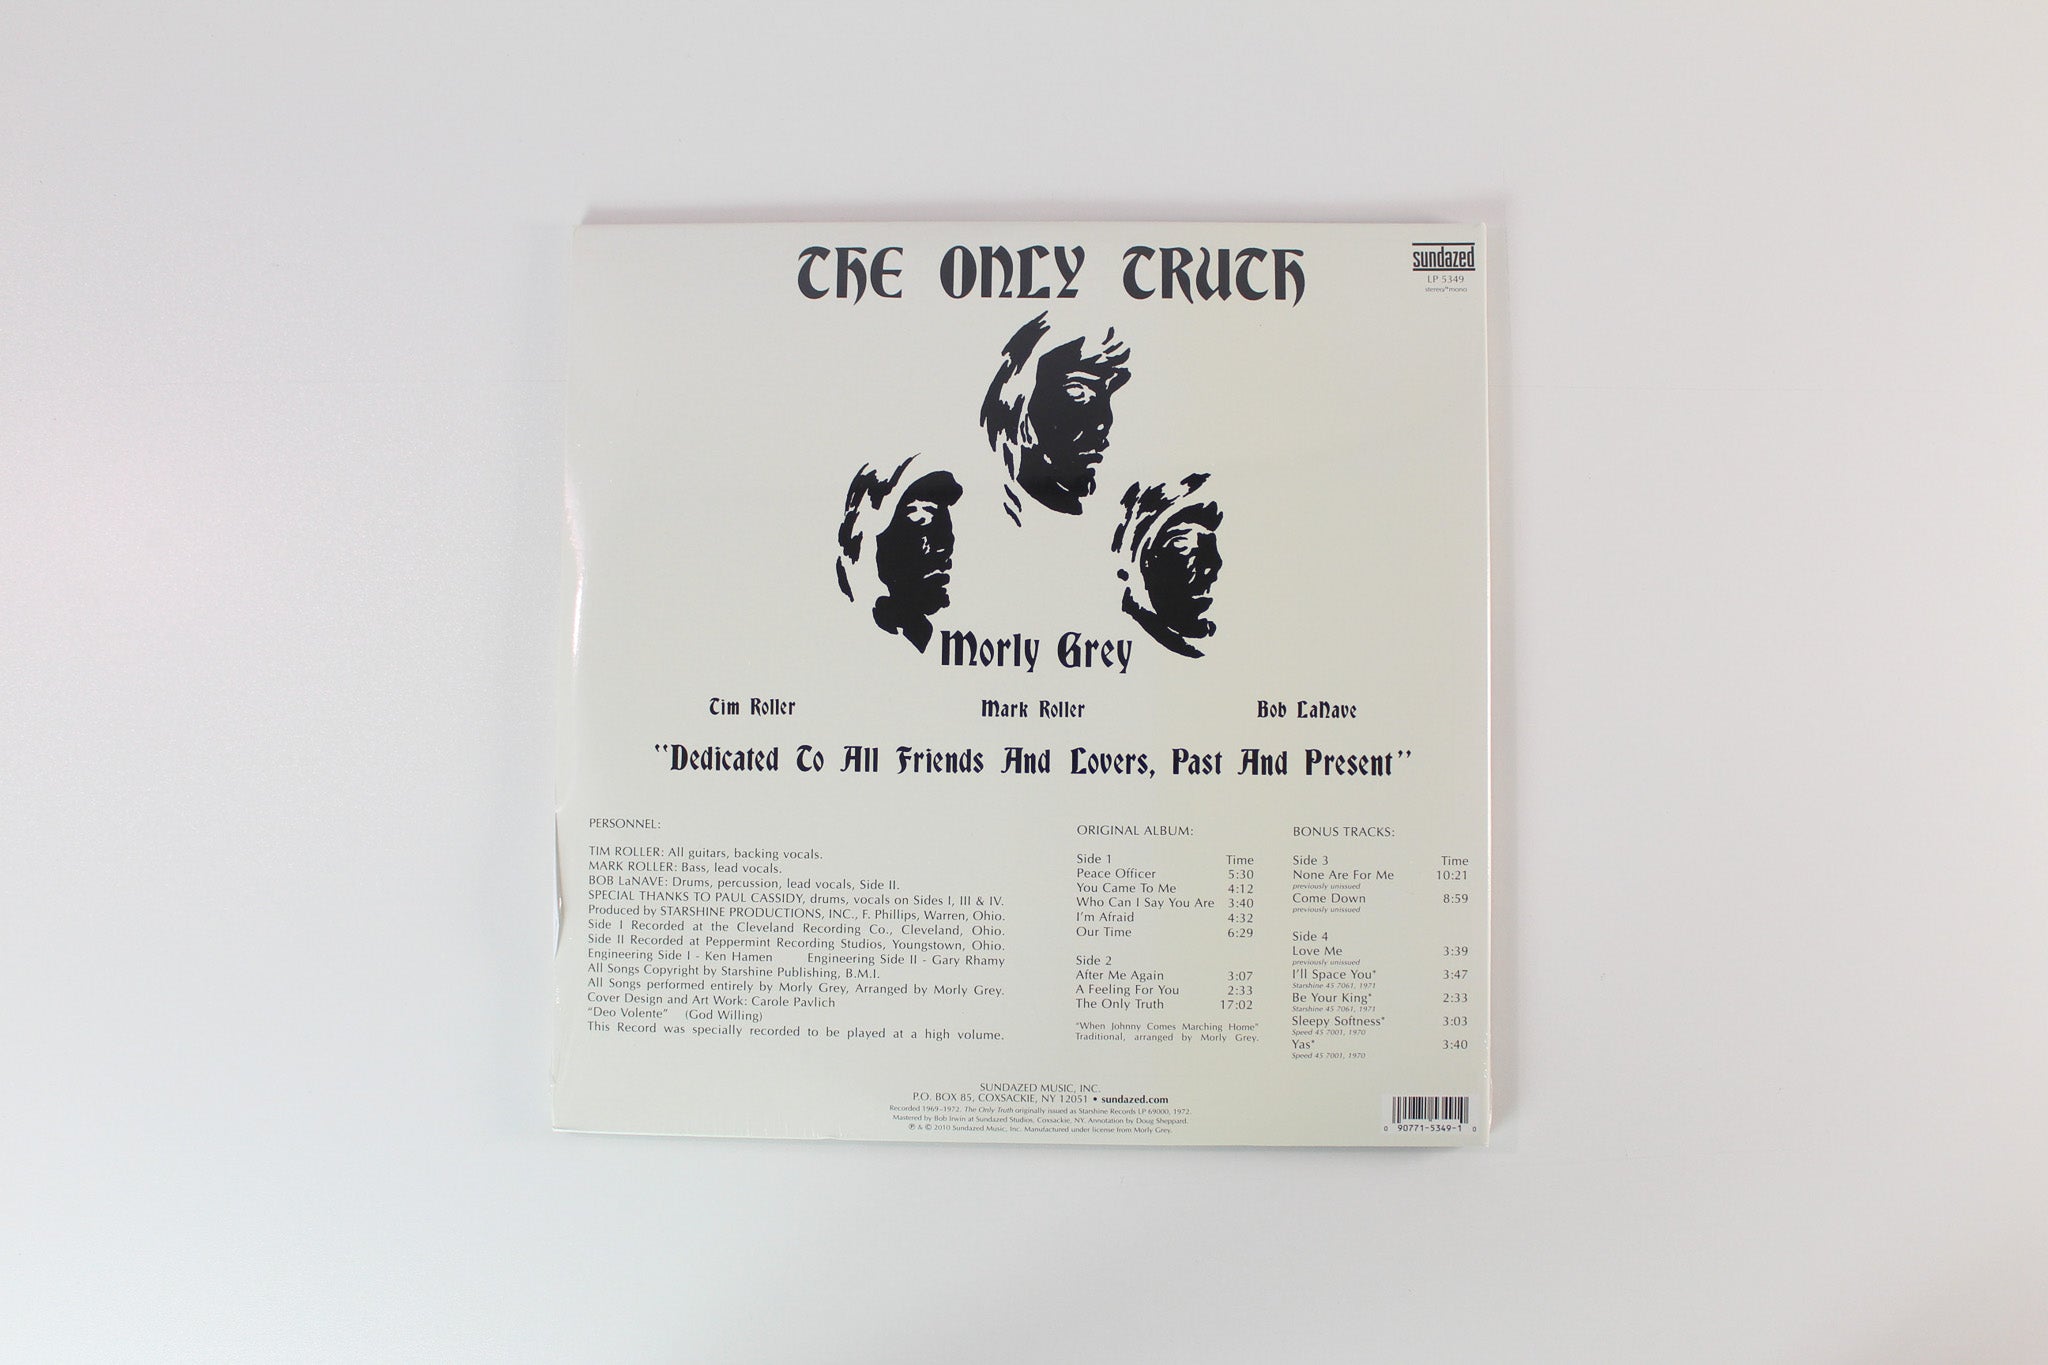 THE ONLY TRUTH
sundazed
LP 5349
stereo/*mono
Morly Grey
Tim Roller Mark Roller Bob LaNave
"Dedicated To All Friends And Lovers, Past And Present"
PERSONNEL:
TIM ROLLER: All guitars, backing vocals.
MARK ROLLER: Bass, lead vocals.
BOB LaNAVE: Drums, percussion, lead vocals, Side II.
SPECIAL THANKS TO PAUL CASSIDY, drums, vocals on Sides I, III & IV.
Produced by STARSHINE PRODUCTIONS, INC., F. Phillips, Warren, Ohio.
Side I Recorded at the Cleveland Recording Co., Cleveland, Ohio.
Side II Recorded at Peppermint Recording Studios, Youngstown, Ohio.
Engineering Side I - Ken Hamen Engineering Side II - Gary Rhamy
All Songs Copyright by Starshine Publishing, B.M.I.
All Songs performed entirely by Morly Grey, Arranged by Morly Grey.
Cover Design and Art Work: Carole Pavlich
"Deo Volente" (God Willing)
This Record was specially recorded to be played at a high volume.
ORIGINAL ALBUM:
Side 1 Time
Peace Officer 5:30
You Came To Me 4:12
Who Can I Say You Are 3:40
I'm Afraid 4:32
Our Time 6:29
Side 2
After Me Again 3:07
A Feeling For You 2:33
The Only Truth 17:02
"When Johnny Comes Marching Home"
Traditional, arranged by Morly Grey.
BONUS TRACKS:
Side 3 Time
None Are For Me 10:21
previously unissued
Come Down 8:59
previously unissued
Side 4
Love Me 3:39
previously unissued
I'll Space You* 3:47
Starshine 45 7061, 1971
Be Your King* 2:33
Starshine 45 7061, 1971
Sleepy Softness* 3:03
Speed 45 7001, 1970
Yas* 3:40
Speed 45 7001, 1970
SUNDAZED MUSIC, INC.
P.O. BOX 85, COXSACKIE, NY 12051 • sundazed.com
Recorded 1969–1972. The Only Truth originally issued as Starshine Records LP 69000, 1972.
Mastered by Bob Irwin at Sundazed Studios, Coxsackie, NY. Annotation by Doug Sheppard.
℗ & © 2010 Sundazed Music, Inc. Manufactured under license from Morly Grey.
0 90771-5349-1 0